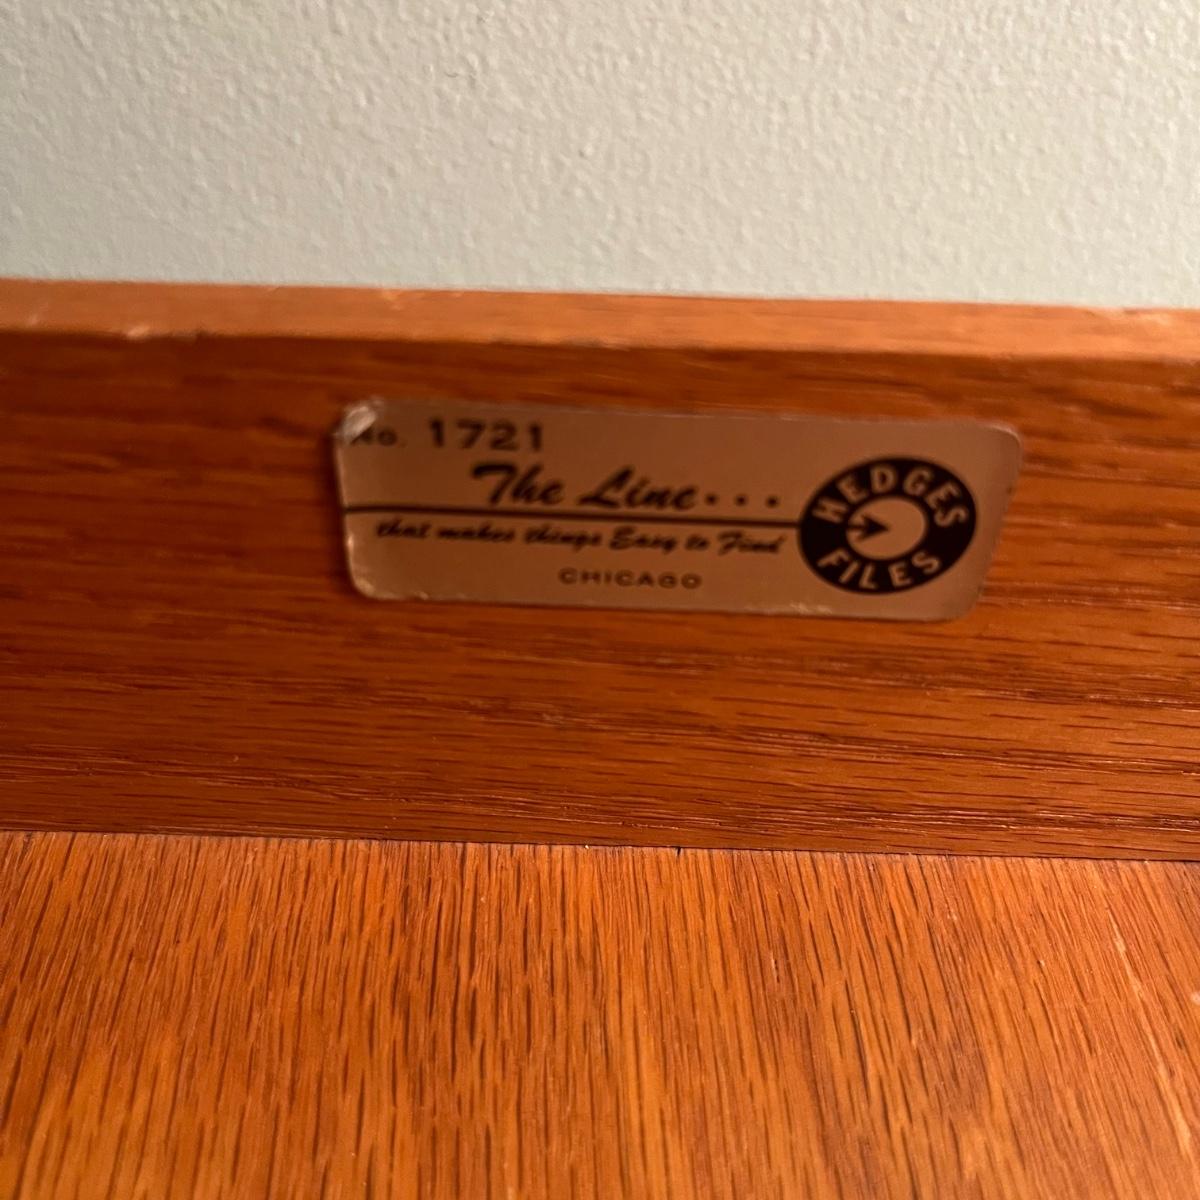 No. 1721
The Line...
that makes things Easy to Find
CHICAGO
HEDGES
FILES